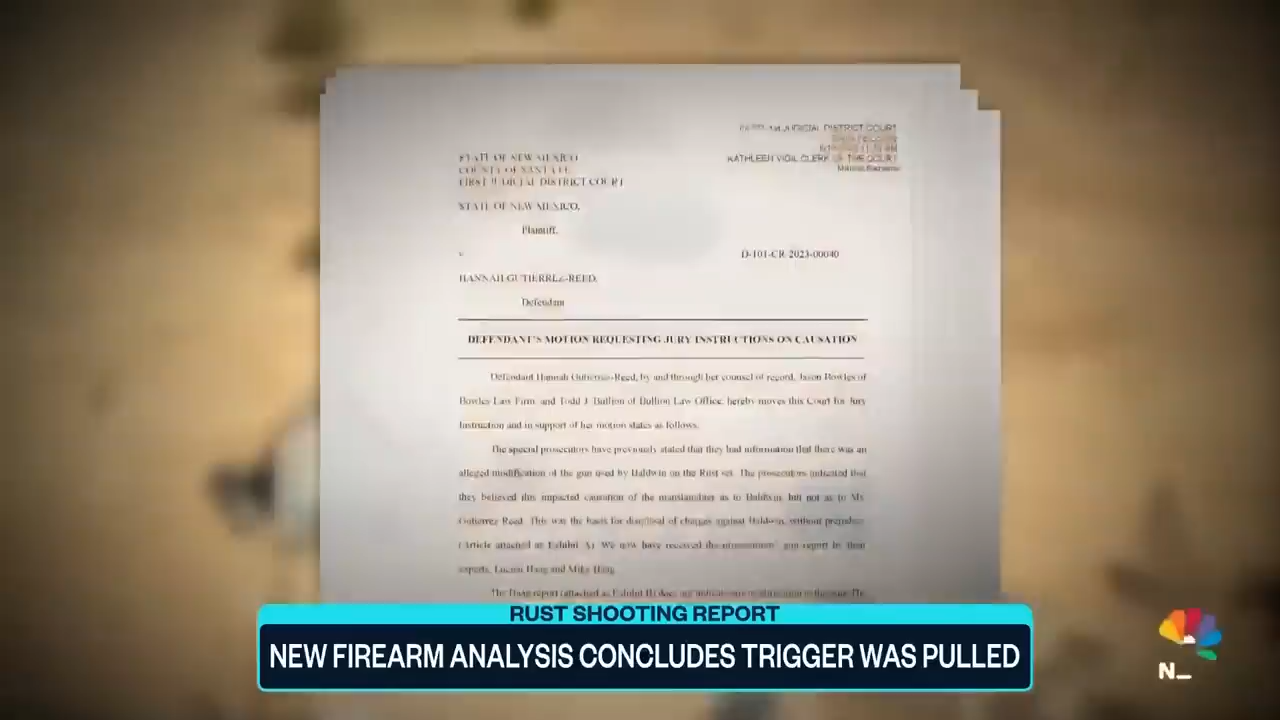 JUDICIAL DISTRICT COURT
KATHLEEN VIGIL CLERK OF THE COURT
STATE OF NEW MEXICO
COUNTY OF SANTA FE
FIRST JUDICIAL DISTRICT COURT
STATE OF NEW MEXICO,
Plaintiff,
v
D-101-CR-2023-00040
HANNAH GUTIERREZ-REED,
Defendant
DEFENDANT'S MOTION REQUESTING JURY INSTRUCTIONS ON CAUSATION
Defendant Hannah Gutierrez-Reed, by and through her counsel of record, Jason Bowles of
Bowles Law Firm and Todd J. Bullion of Bullion Law Office, hereby moves this Court for Jury
Instruction and in support of her motion states as follows.
The special prosecutors have previously stated that they had information that there was an
alleged modification of the gun used by Baldwin on the Rust set. The prosecutors indicated that
they believed this impacted causation of the manslaughter as to Baldwin, but not as to Ms
Gutierrez Reed. This was the basis for dismissal of charges against Baldwin, without prejudice
(Article attached as Exhibit A). We now have received the prosecutors' gun report by their
experts, Lucien Haag and Mike Haag
The Haag report (attached as Exhibit B) does not
RUST SHOOTING REPORT
NEW FIREARM ANALYSIS CONCLUDES TRIGGER WAS PULLED
N_